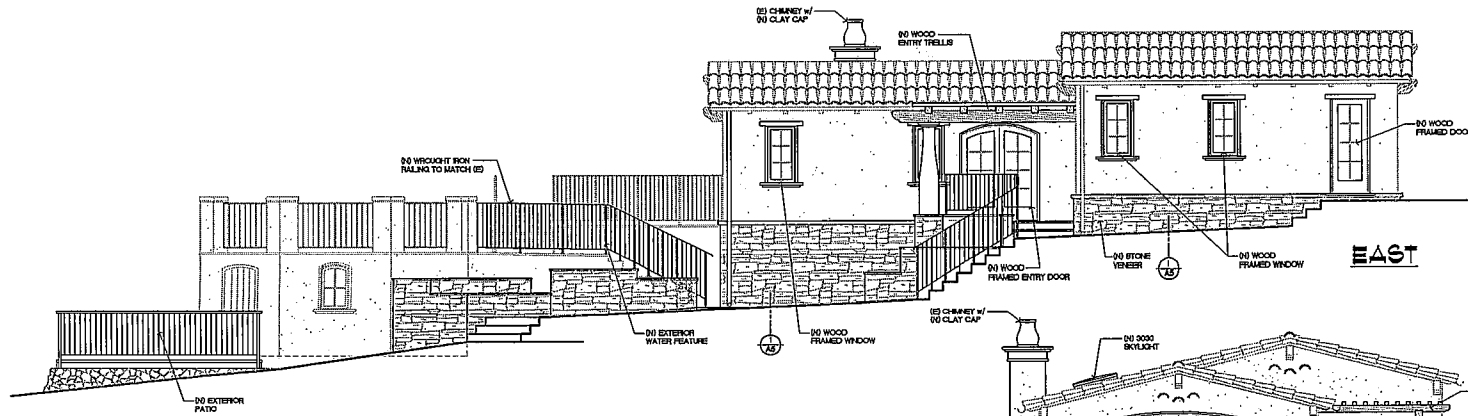 (E) CHIMNEY w/
(N) CLAY CAP
(N) WOOD
ENTRY TRELLIS
(N) WOOD
FRAMED DOO
(N) WROUGHT IRON
RAILING TO MATCH (E)
EAST
(N) WOOD
FRAMED ENTRY DOOR
(N) STONE
VENEER
A5
(N) WOOD
FRAMED WINDOW
(N) EXTERIOR
WATER FEATURE
A5
(N) WOOD
FRAMED WINDOW
(E) CHIMNEY w/
(N) CLAY CAP
(N) 3030
SKYLIGHT
(N) EXTERIOR
PATIO